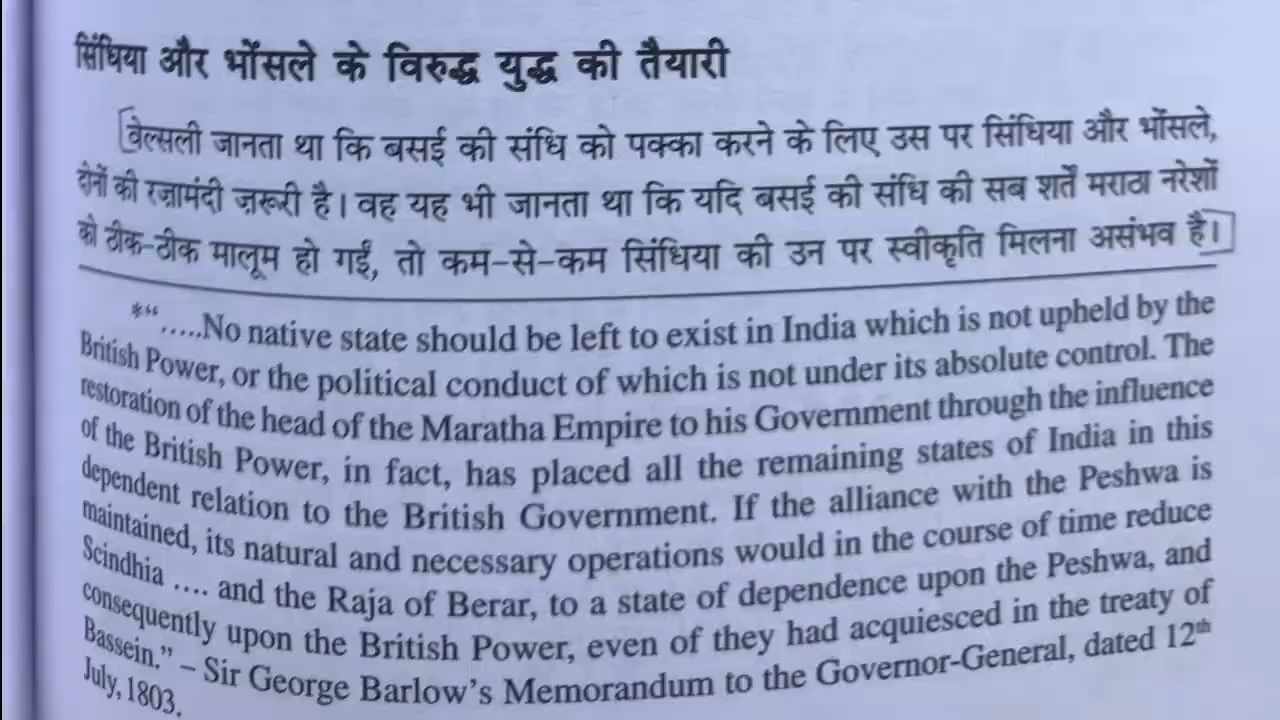 सिंधिया और भोंसले के विरुद्ध युद्ध की तैयारी
वेल्सली जानता था कि बसई की संधि को पक्का करने के लिए उस पर सिंधिया और भोंसले,
दोनों की रज़ामंदी ज़रूरी है। वह यह भी जानता था कि यदि बसई की संधि की सब शर्तें मराठा नरेशों
को ठीक-ठीक मालूम हो गईं, तो कम-से-कम सिंधिया की उन पर स्वीकृति मिलना असंभव है।
*“.....No native state should be left to exist in India which is not upheld by the
British Power, or the political conduct of which is not under its absolute control. The
restoration of the head of the Maratha Empire to his Government through the influence
of the British Power, in fact, has placed all the remaining states of India in this
dependent relation to the British Government. If the alliance with the Peshwa is
maintained, its natural and necessary operations would in the course of time reduce
Scindhia .... and the Raja of Berar, to a state of dependence upon the Peshwa, and
consequently upon the British Power, even of they had acquiesced in the treaty of
Bassein.” – Sir George Barlow’s Memorandum to the Governor-General, dated 12th
July, 1803.